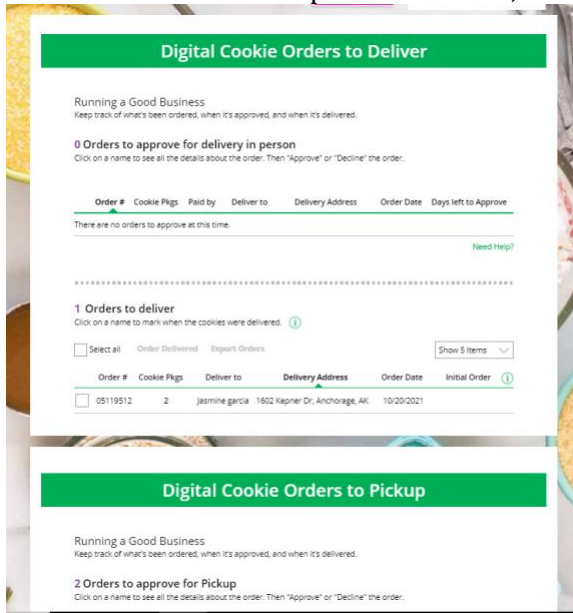 Digital Cookie Orders to Deliver
Running a Good Business
Keep track of what's been ordered, when it's approved, and when it's delivered.
0 Orders to approve for delivery in person
Click on a name to see all the details about the order. Then "Approve" or "Decline" the order.
Order # Cookie Pkgs Paid by Deliver to Delivery Address Order Date Days left to Approve
There are no orders to approve at this time.
Need Help?
1 Orders to deliver
Click on a name to mark when the cookies were delivered. i
Select all Order Delivered Export Orders Show 5 Items
Order # Cookie Pkgs Deliver to Delivery Address Order Date Initial Order i
05119512 2 Jasmine garcia 1602 Kepner Dr, Anchorage, AK 10/20/2021
Digital Cookie Orders to Pickup
Running a Good Business
Keep track of what's been ordered, when it's approved, and when it's delivered.
2 Orders to approve for Pickup
Click on a name to see all the details about the order. Then "Approve" or "Decline" the order.